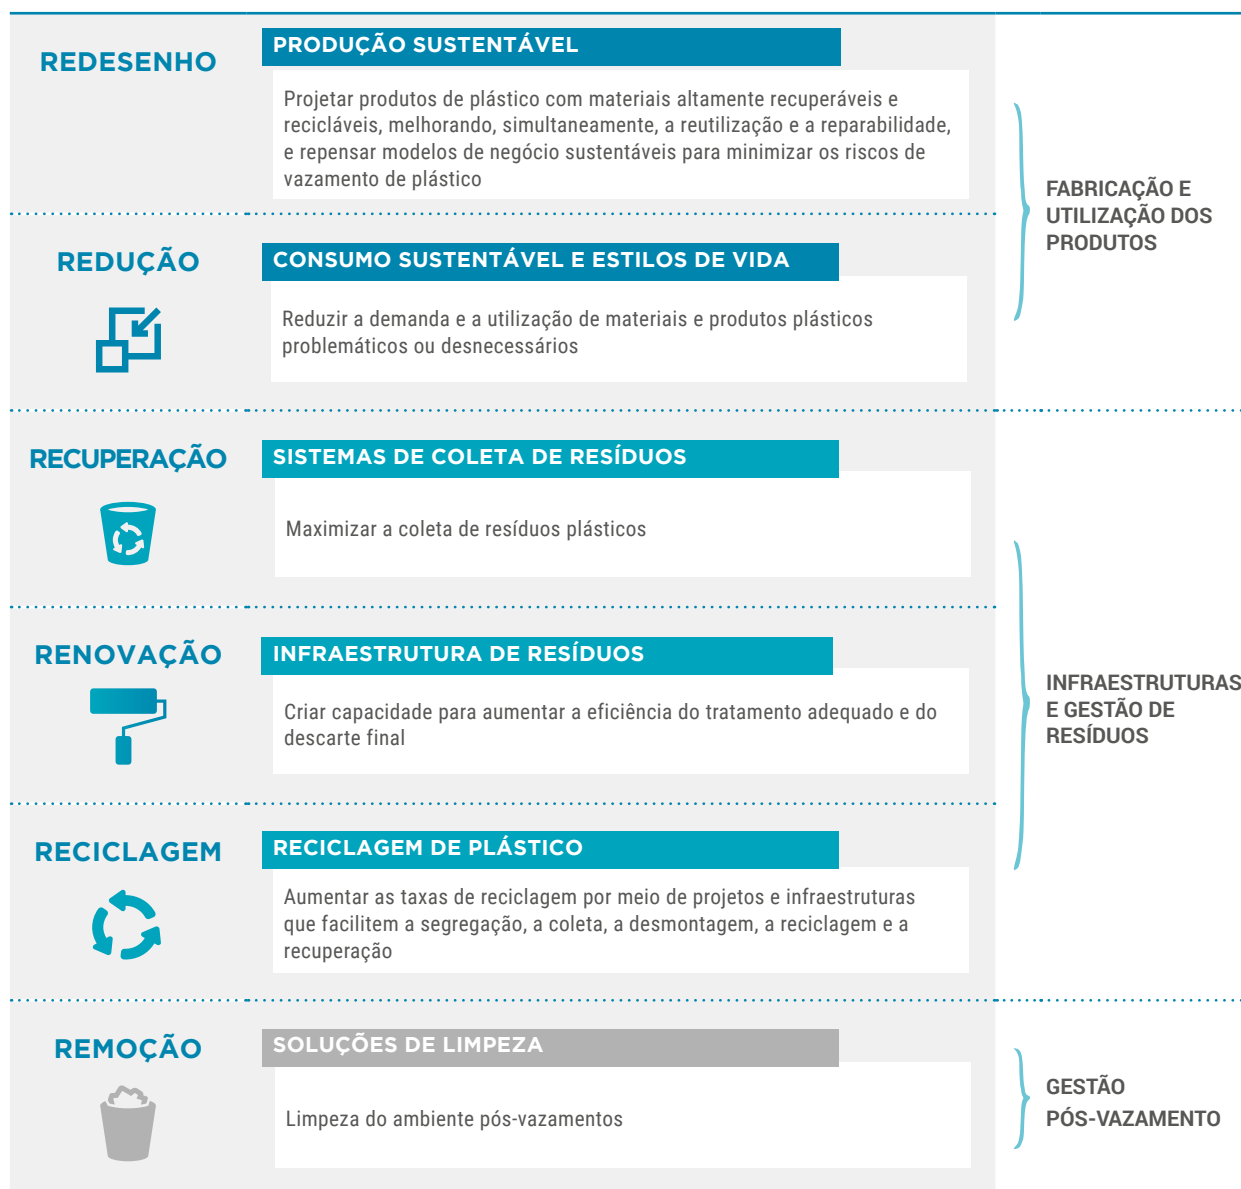 REDESENHO
PRODUÇÃO SUSTENTÁVEL
Projetar produtos de plástico com materiais altamente recuperáveis e
recicláveis, melhorando, simultaneamente, a reutilização e a reparabilidade,
e repensar modelos de negócio sustentáveis para minimizar os riscos de
vazamento de plástico
REDUÇÃO
CONSUMO SUSTENTÁVEL E ESTILOS DE VIDA
Reduzir a demanda e a utilização de materiais e produtos plásticos
problemáticos ou desnecessários
FABRICAÇÃO E
UTILIZAÇÃO DOS
PRODUTOS
RECUPERAÇÃO
SISTEMAS DE COLETA DE RESÍDUOS
Maximizar a coleta de resíduos plásticos
RENOVAÇÃO
INFRAESTRUTURA DE RESÍDUOS
Criar capacidade para aumentar a eficiência do tratamento adequado e do
descarte final
RECICLAGEM
RECICLAGEM DE PLÁSTICO
Aumentar as taxas de reciclagem por meio de projetos e infraestruturas
que facilitem a segregação, a coleta, a desmontagem, a reciclagem e a
recuperação
INFRAESTRUTURAS
E GESTÃO DE
RESÍDUOS
REMOÇÃO
SOLUÇÕES DE LIMPEZA
Limpeza do ambiente pós-vazamentos
GESTÃO
PÓS-VAZAMENTO